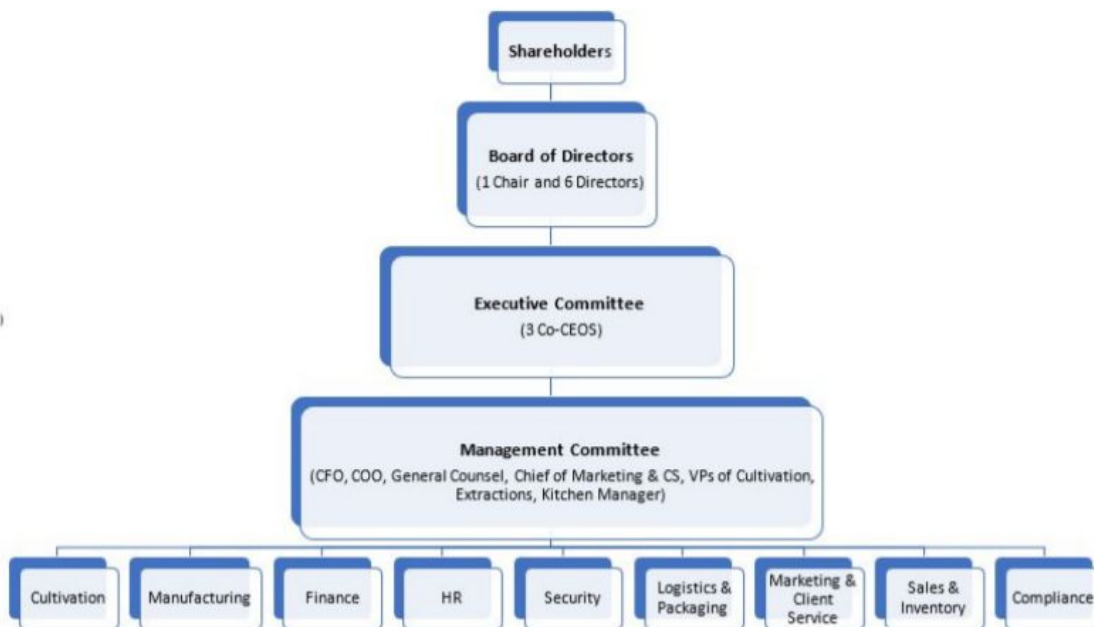 Shareholders
Board of Directors
(1 Chair and 6 Directors)
)
Executive Committee
(3 Co-CEOS)
Management Committee
(CFO, COO, General Counsel, Chief of Marketing & CS, VPs of Cultivation,
Extractions, Kitchen Manager)
Cultivation
Manufacturing
Finance
HR
Security
Logistics &
Packaging
Marketing &
Client
Service
Sales &
Inventory
Compliance